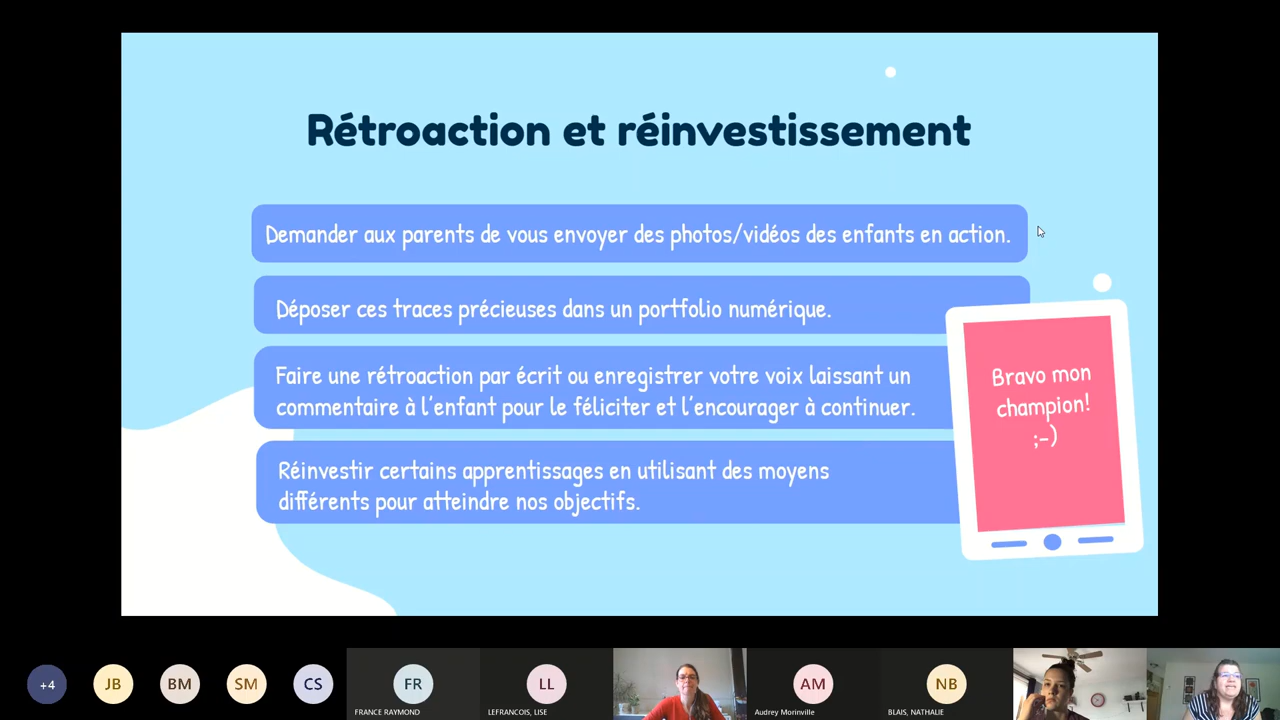 Rétroaction et réinvestissement
Demander aux parents de vous envoyer des photos/vidéos des enfants en action.
Déposer ces traces précieuses dans un portfolio numérique.
Faire une rétroaction par écrit ou enregistrer votre voix laissant un
commentaire à l'enfant pour le féliciter et l'encourager à continuer.
Réinvestir certains apprentissages en utilisant des moyens
différents pour atteindre nos objectifs.
Bravo mon
champion!
;-)
+4
JB
BM
SM
CS
FR
FRANCE RAYMOND
LL
LEFRANCOIS, LISE
AM
Audrey Morinville
NB
BLAIS, NATHALIE